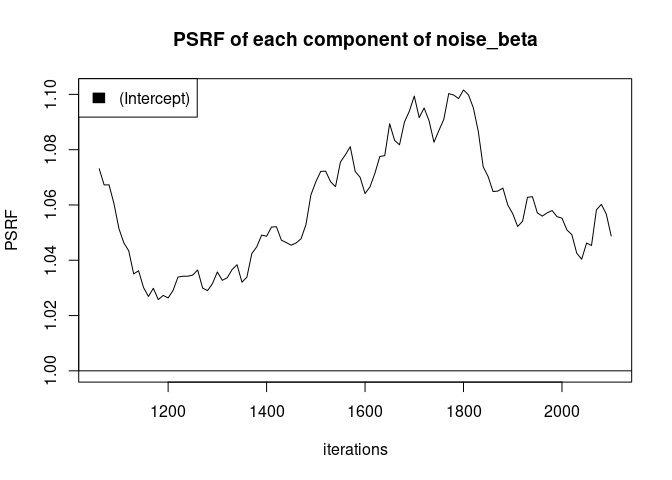 PSRF of each component of noise_beta
(Intercept)
PSRF
1.10
1.08
1.06
1.04
1.02
1.00
1200 1400 1600 1800 2000
iterations